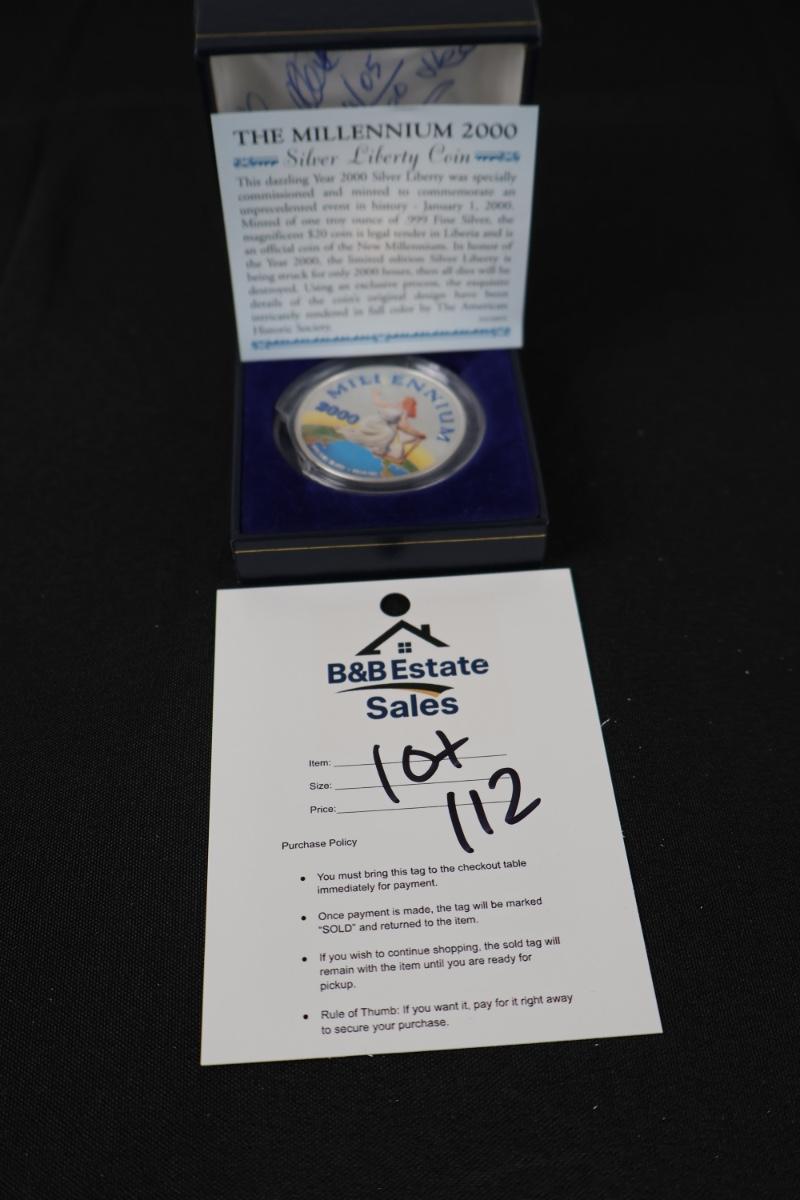 THE MILLENNIUM 2000
Silver Liberty Coin
This dazzling Year 2000 Silver Liberty was specially
commissioned and minted to commemorate an
unprecedented event in history - January 1, 2000.
Minted of one troy ounce of .999 Fine Silver, the
magnificent $20 coin is legal tender in Liberia and is
an official coin of the New Millennium. In honor of
the Year 2000, the limited edition Silver Liberty is
being struck for only 2000 hours, then all dies will be
destroyed. Using an exclusive process, the exquisite
details of the coin's original design have been
intricately rendered in full color by The American
Historic Society.
MILLENNIUM
2000
B&B Estate
Sales
Item: lot
Size:
Price: 112
Purchase Policy
• You must bring this tag to the checkout table
immediately for payment.
• Once payment is made, the tag will be marked
"SOLD" and returned to the item.
• If you wish to continue shopping, the sold tag will
remain with the item until you are ready for
pickup.
• Rule of Thumb: If you want it, pay for it right away
to secure your purchase.